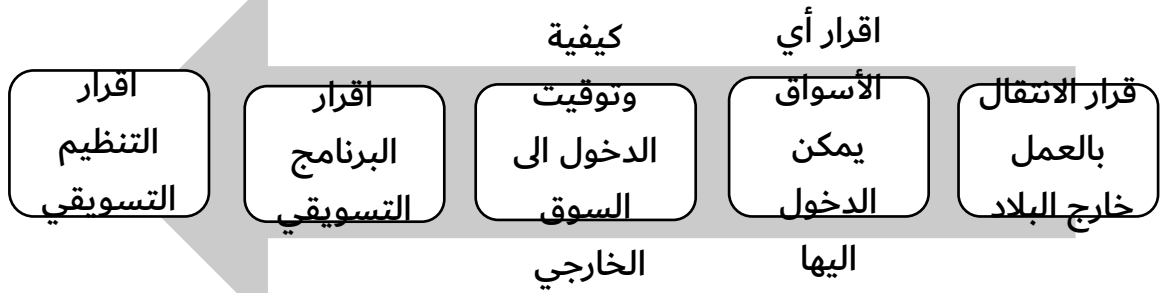 قرار الانتقال
بالعمل
خارج البلاد
اقرار أي
الأسواق
يمكن
الدخول
اليها
كيفية
وتوقيت
الدخول الى
السوق
الخارجي
اقرار
البرنامج
التسويقي
اقرار
التنظيم
التسويقي